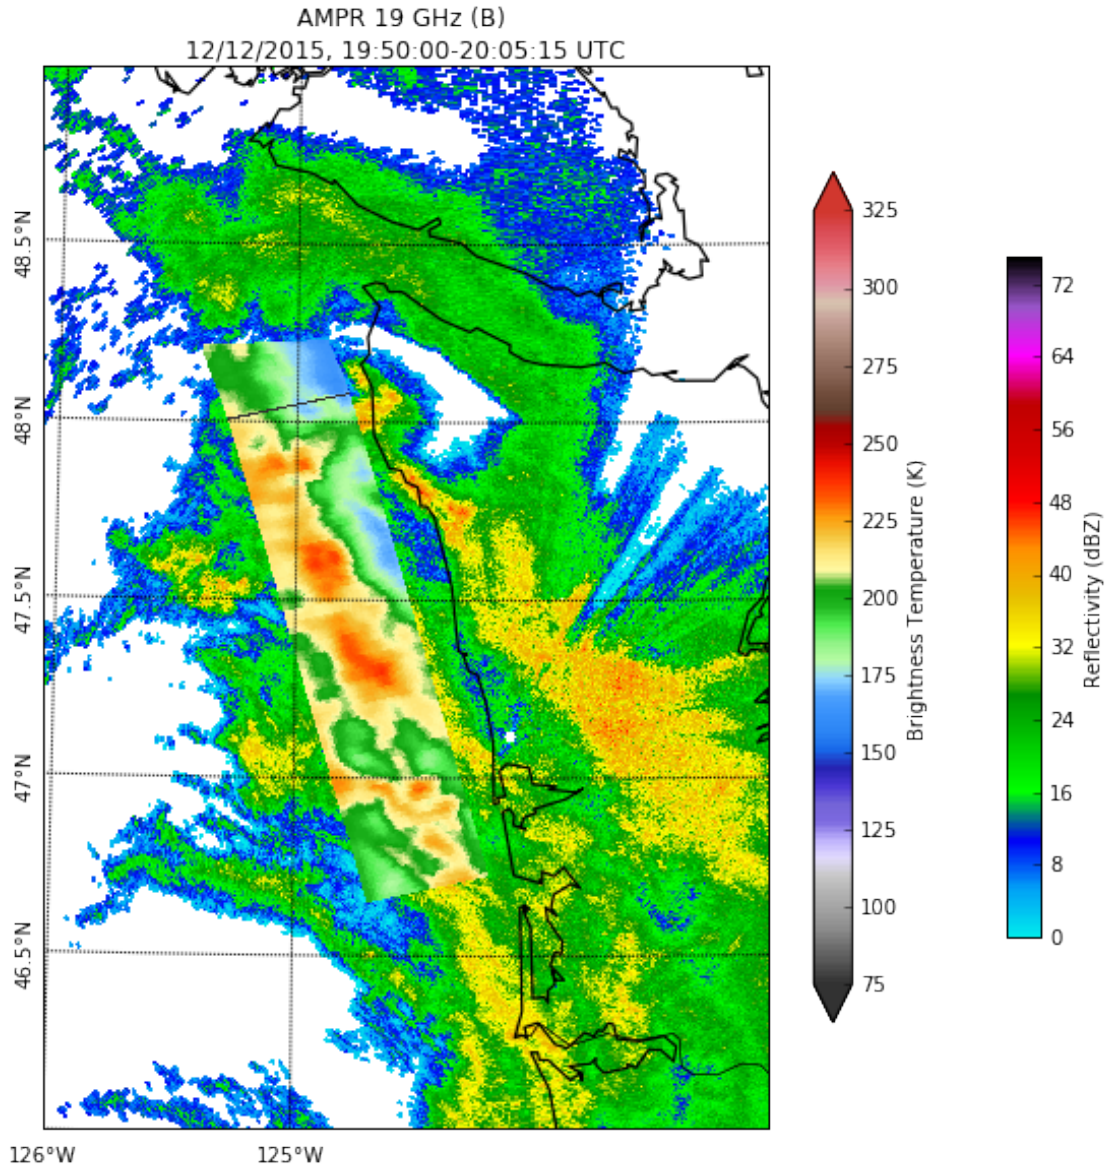 AMPR 19 GHz (B)
12/12/2015, 19:50:00-20:05:15 UTC
48.5°N
48°N
47.5°N
47°N
46.5°N
126°W
125°W
325
300
275
250
225
200
175
150
125
100
75
Brightness Temperature (K)
72
64
56
48
40
32
24
16
8
0
Reflectivity (dBZ)